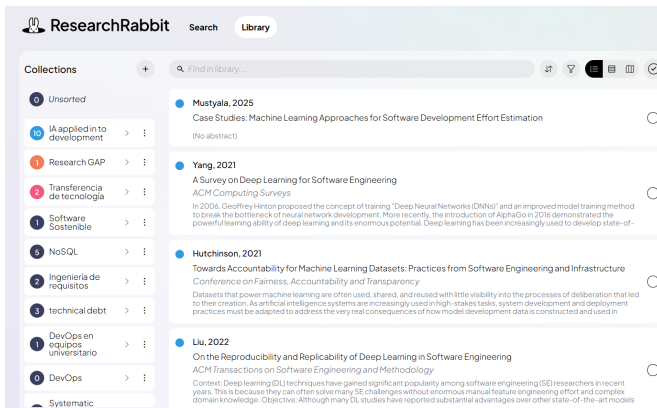 ResearchRabbit
Search
Library
Collections
+
Find in library...
0 Unsorted
10 IA applied in to
development
1 Research GAP
2 Transferencia
de tecnología
1 Software
Sostenible
5 NoSQL
2 Ingeniería de
requisitos
3 technical debt
1 DevOps en
equipos
universitario
0 DevOps
Systematic
Mustyala, 2025
Case Studies: Machine Learning Approaches for Software Development Effort Estimation
(No abstract)
Yang, 2021
A Survey on Deep Learning for Software Engineering
ACM Computing Surveys
In 2006, Geoffrey Hinton proposed the concept of training "Deep Neural Networks (DNNs)" and an improved model training method
to break the bottleneck of neural network development. More recently, the introduction of AlphaGo in 2016 demonstrated the
powerful learning ability of deep learning and its enormous potential. Deep learning has been increasingly used to develop state-of-
Hutchinson, 2021
Towards Accountability for Machine Learning Datasets: Practices from Software Engineering and Infrastructure
Conference on Fairness, Accountability and Transparency
Datasets that power machine learning are often used, shared, and reused with little visibility into the processes of deliberation that led
to their creation. As artificial intelligence systems are increasingly used in high-stakes tasks, system development and deployment
practices must be adapted to address the very real consequences of how model development data is constructed and used in
Liu, 2022
On the Reproducibility and Replicability of Deep Learning in Software Engineering
ACM Transactions on Software Engineering and Methodology
Context: Deep learning (DL) techniques have gained significant popularity among software engineering (SE) researchers in recent
years. This is because they can often solve many SE challenges without enormous manual feature engineering effort and complex
domain knowledge. Objective: Although many DL studies have reported substantial advantages over other state-of-the-art models